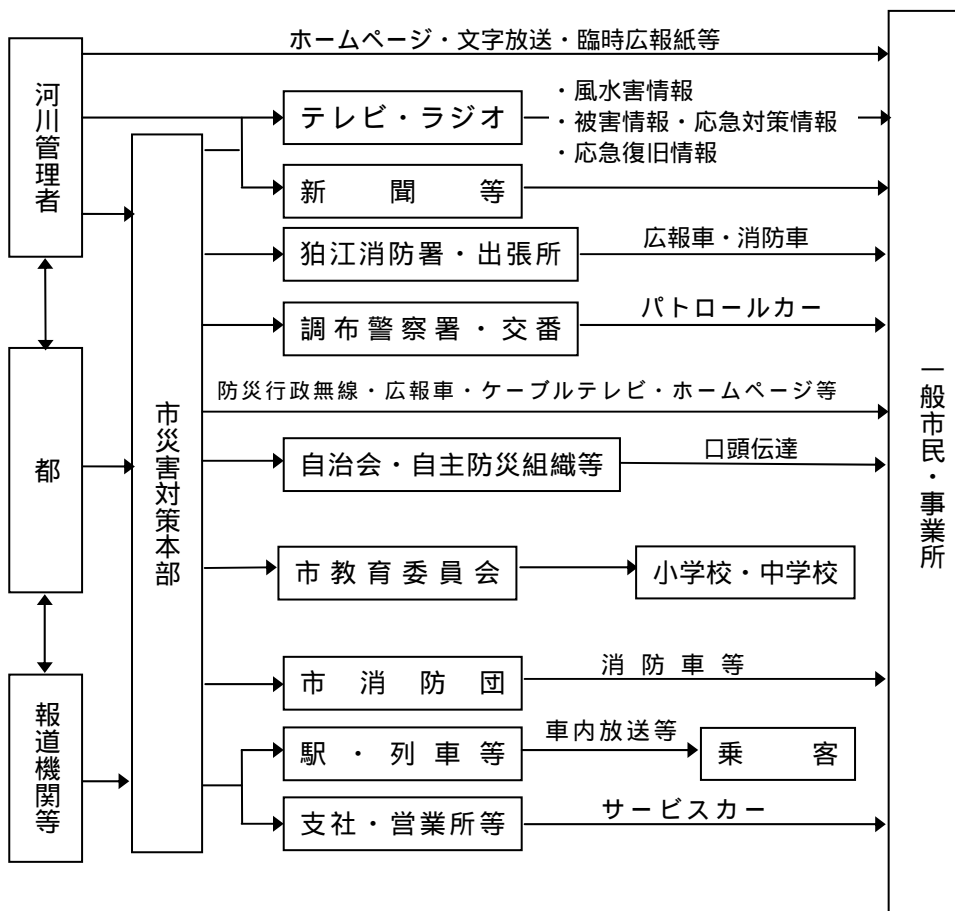 ホームページ・文字放送・臨時広報紙等
河川管理者
テレビ・ラジオ
・風水害情報
・被害情報・応急対策情報
・応急復旧情報
新聞等
狛江消防署・出張所
広報車・消防車
調布警察署・交番
パトロールカー
防災行政無線・広報車・ケーブルテレビ・ホームページ等
都
市災害対策本部
自治会・自主防災組織等
口頭伝達
一般市民・事業所
市教育委員会
小学校・中学校
市消防団
消防車等
報道機関等
駅・列車等
車内放送等
乗客
支社・営業所等
サービスカー